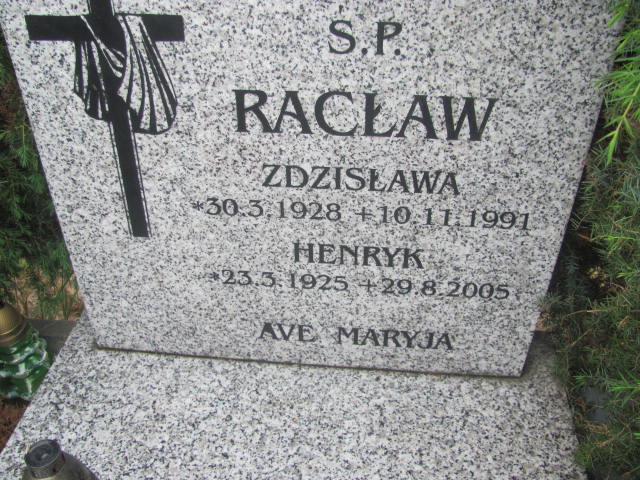 Ś.P.
RACŁAW
ZDZISŁAWA
*30.3.1928 +10.11.1991
HENRYK
*23.3.1925 +29.8.2005
AVE MARYJA